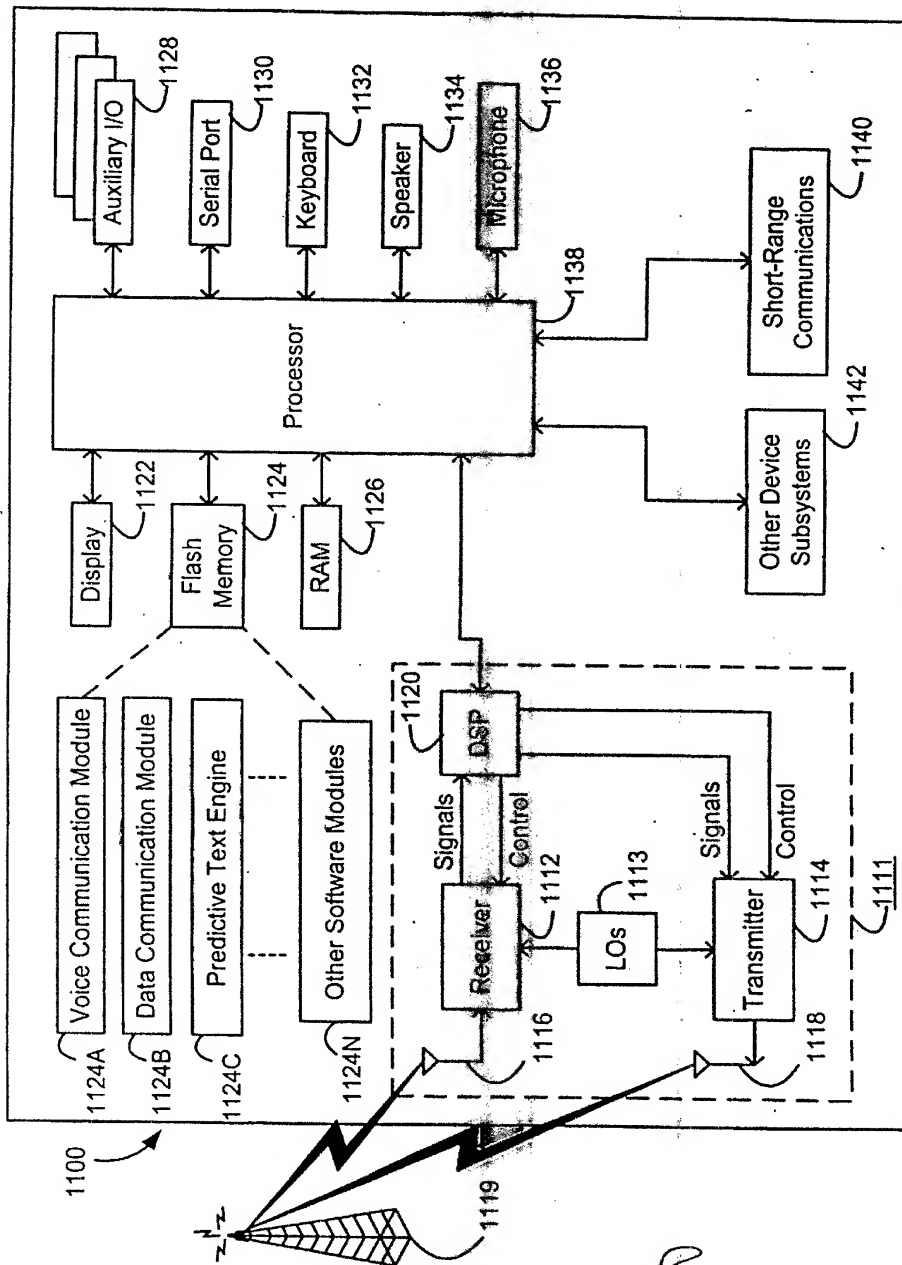 1100
1119
1124A
Voice Communication Module
1124B
Data Communication Module
1124C
Predictive Text Engine
1124N
Other Software Modules
Display
1122
Flash
Memory
1124
RAM
1126
Processor
1138
Auxiliary I/O
1128
Serial Port
1130
Keyboard
1132
Speaker
1134
Microphone
1136
Short-Range
Communications
1140
Other Device
Subsystems
1142
1116
Receiver
1112
Signals
Control
DSP
1120
LOs
1113
Signals
Control
Transmitter
1114
1118
1111